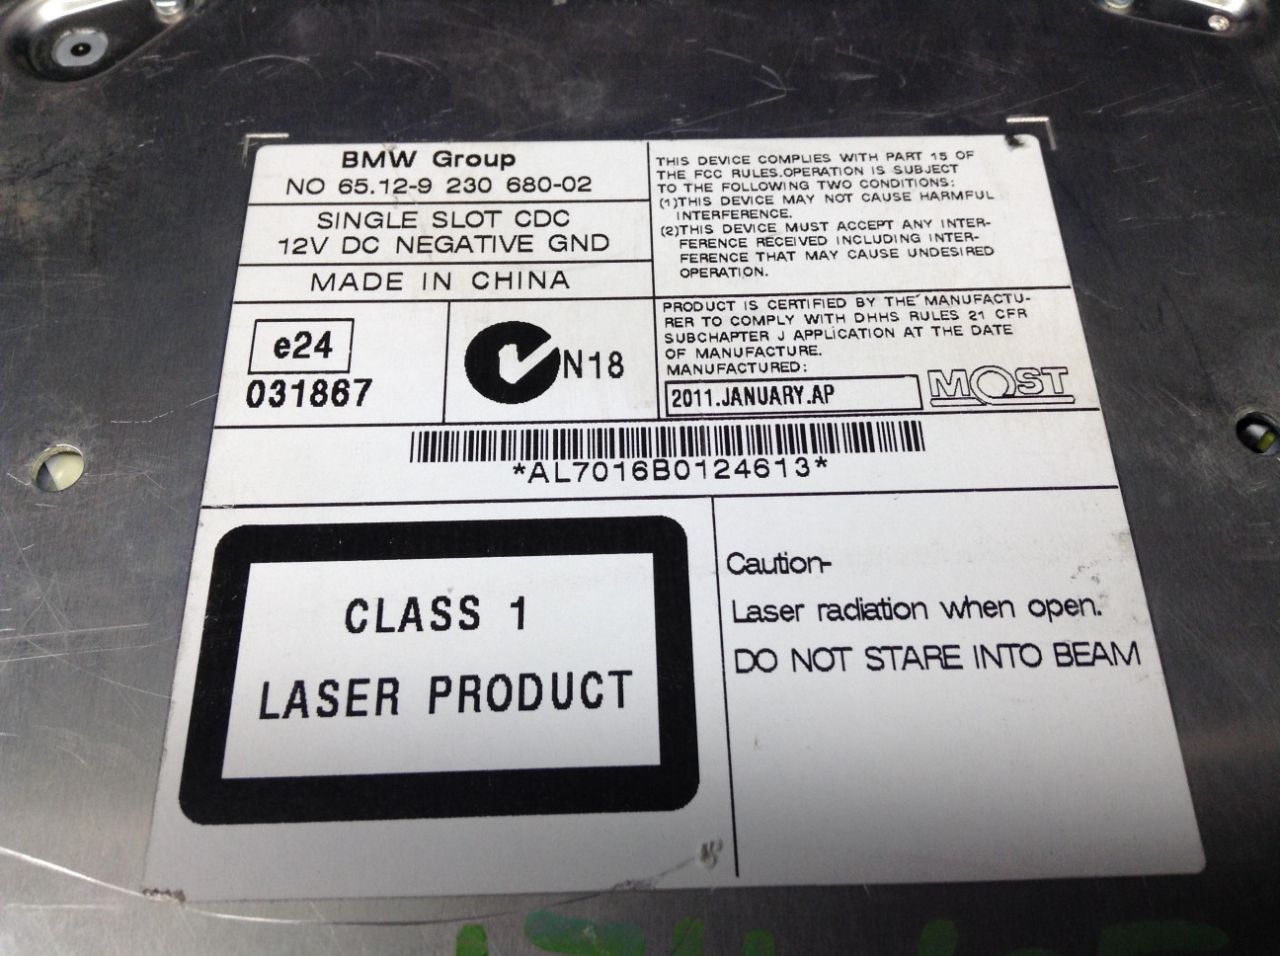 BMW Group
NO 65.12-9 230 680-02
SINGLE SLOT CDC
12V DC NEGATIVE GND
MADE IN CHINA
THIS DEVICE COMPLIES WITH PART 15 OF
THE FCC RULES.OPERATION IS SUBJECT
TO THE FOLLOWING TWO CONDITIONS:
(1)THIS DEVICE MAY NOT CAUSE HARMFUL
INTERFERENCE.
(2)THIS DEVICE MUST ACCEPT ANY INTER-
FERENCE RECEIVED INCLUDING INTER-
FERENCE THAT MAY CAUSE UNDESIRED
OPERATION.
e24
031867
N18
PRODUCT IS CERTIFIED BY THE MANUFACTU-
RER TO COMPLY WITH DHHS RULES 21 CFR
SUBCHAPTER J APPLICATION AT THE DATE
OF MANUFACTURE.
MANUFACTURED:
2011.JANUARY.AP
MOST
*AL7016B0124613*
CLASS 1
LASER PRODUCT
Caution-
Laser radiation when open.
DO NOT STARE INTO BEAM